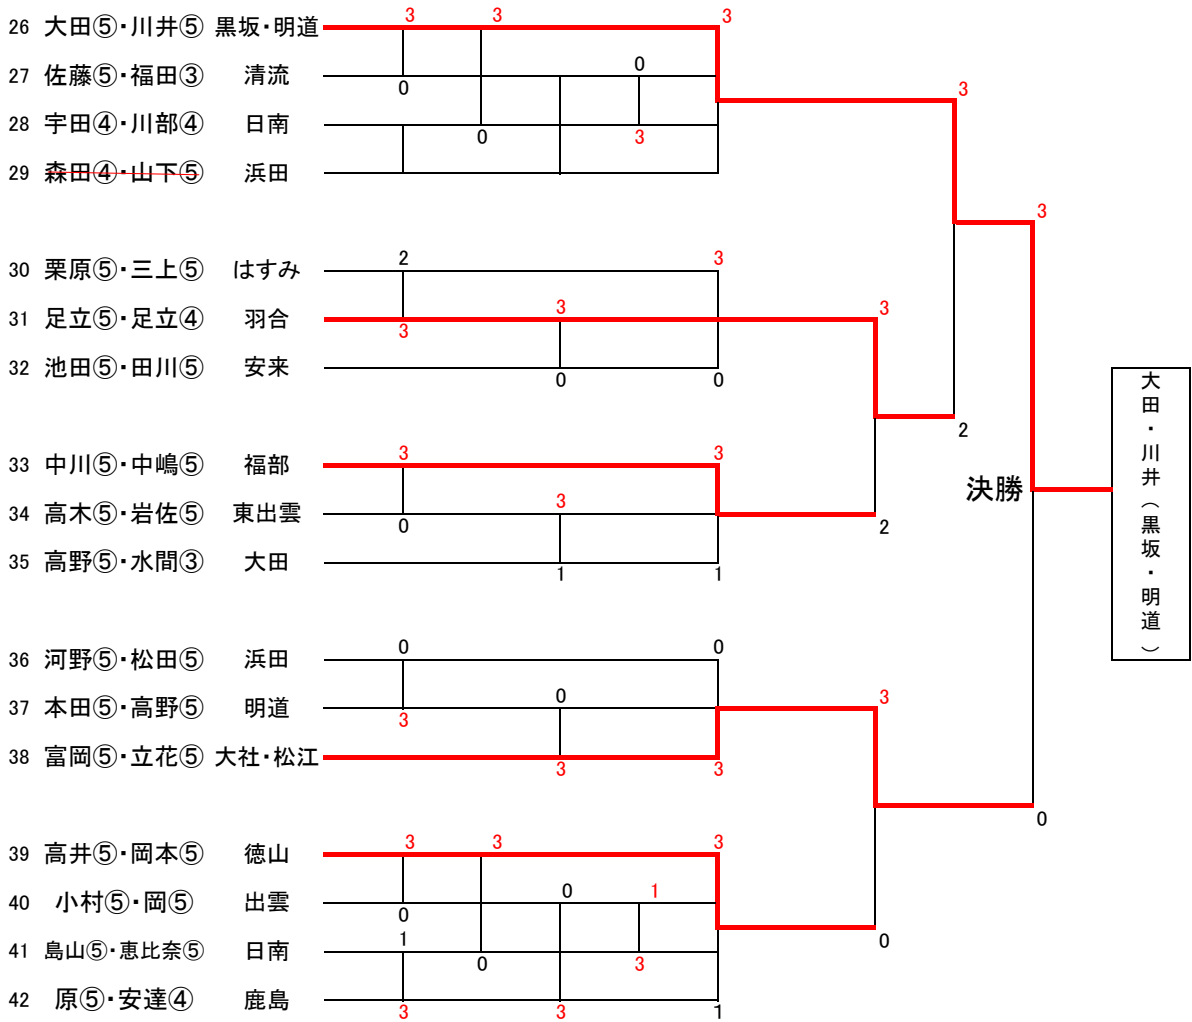 26 大田⑤・川井⑤ 黒坂・明道 3 3 3
27 佐藤⑤・福田③ 清流 0 0
3
28 宇田④・川部④ 日南 0 3
29 森田④・山下⑤ 浜田
3
30 栗原⑤・三上⑤ はすみ 2 3
31 足立⑤・足立④ 羽合 3 3 3
32 池田⑤・田川⑤ 安来 0 0
2
33 中川⑤・中嶋⑤ 福部 3 3
34 高木⑤・岩佐⑤ 東出雲 0 3 2
35 高野⑤・水間③ 大田 1 1
決勝
大田・川井（黒坂・明道）
36 河野⑤・松田⑤ 浜田 0 0
37 本田⑤・高野⑤ 明道 3 0 3
38 富岡⑤・立花⑤ 大社・松江 3 3
0
39 高井⑤・岡本⑤ 徳山 3 3 3
40 小村⑤・岡⑤ 出雲 0 0 1
41 島山⑤・恵比奈⑤ 日南 1 0 3 0
42 原⑤・安達④ 鹿島 3 3 1